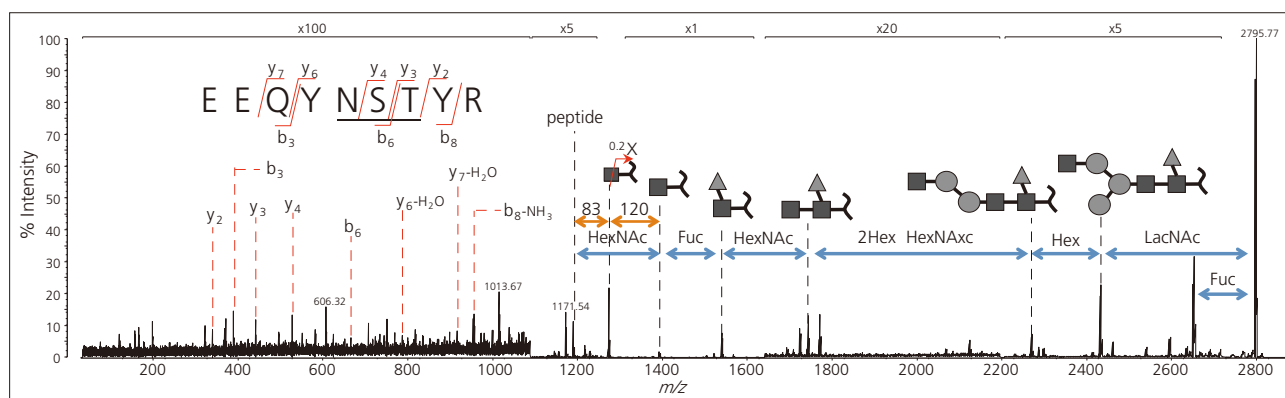 x100 x5 x1 x20 x5
2795.77
y7 y6 y4 y3 y2
E E Q Y N S T Y R
b3 b6 b8
peptide
0.2X
b3
y7-H2O
y2 y3 y4
b6
y6-H2O
b8-NH3
83 120
HexNAc Fuc HexNAc 2Hex HexNAxc Hex LacNAc
Fuc
606.32
1013.67
1171.54
% Intensity
100
90
80
70
60
50
40
30
20
10
0
200 400 600 800 1000 1200 1400 1600 1800 2000 2200 2400 2600 2800
m/z